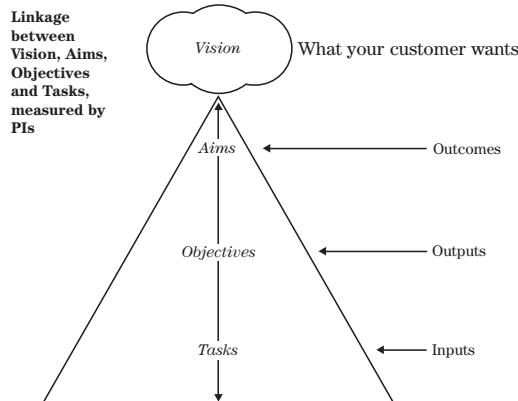 Linkage
between
Vision, Aims,
Objectives
and Tasks,
measured by
PIs
Vision
What your customer wants
Aims
Outcomes
Objectives
Outputs
Tasks
Inputs